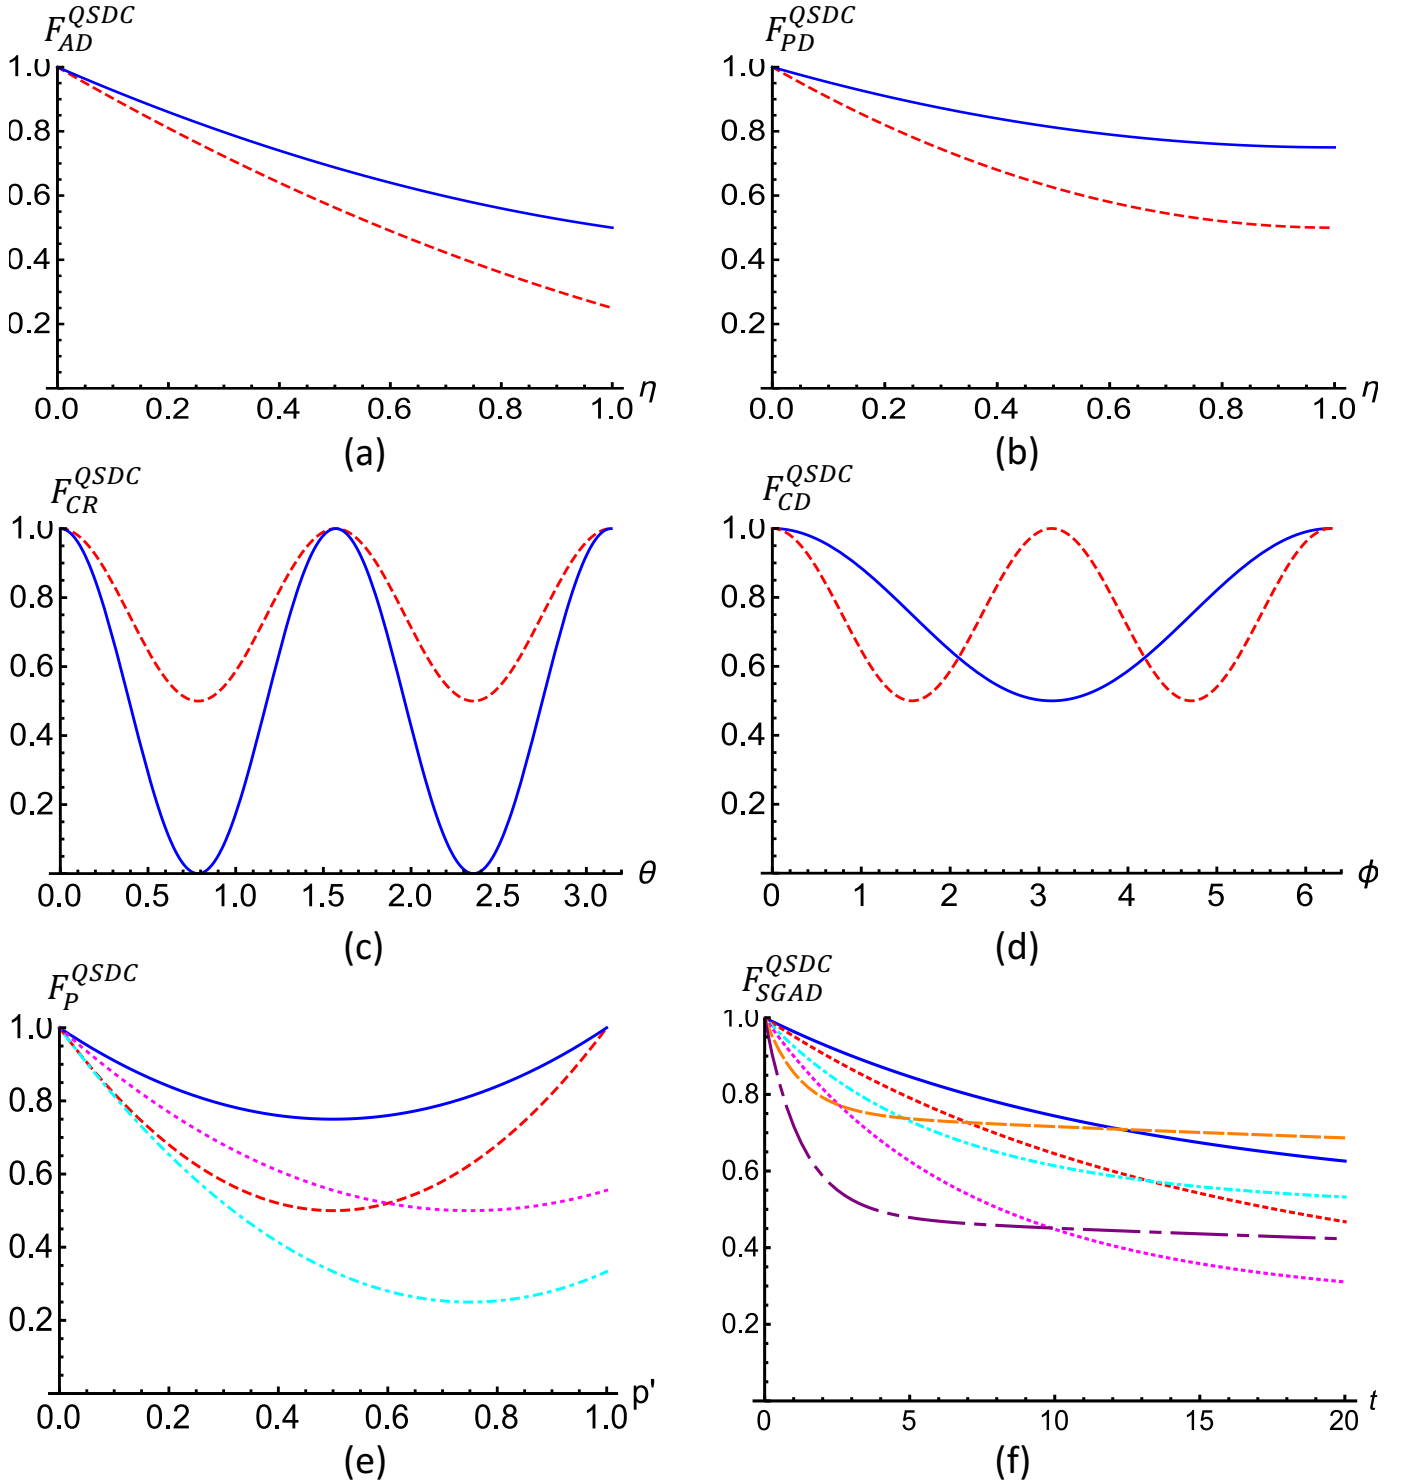 F_{AD}^{QSDC}
1.0
0.8
0.6
0.4
0.2
0.0 0.2 0.4 0.6 0.8 1.0 η
(a)
F_{PD}^{QSDC}
1.0
0.8
0.6
0.4
0.2
0.0 0.2 0.4 0.6 0.8 1.0 η
(b)
F_{CR}^{QSDC}
1.0
0.8
0.6
0.4
0.2
0.0 0.5 1.0 1.5 2.0 2.5 3.0 θ
(c)
F_{CD}^{QSDC}
1.0
0.8
0.6
0.4
0.2
0 1 2 3 4 5 6 ϕ
(d)
F_{P}^{QSDC}
1.0
0.8
0.6
0.4
0.2
0.0 0.2 0.4 0.6 0.8 1.0 p'
(e)
F_{SGAD}^{QSDC}
1.0
0.8
0.6
0.4
0.2
0 5 10 15 20 t
(f)